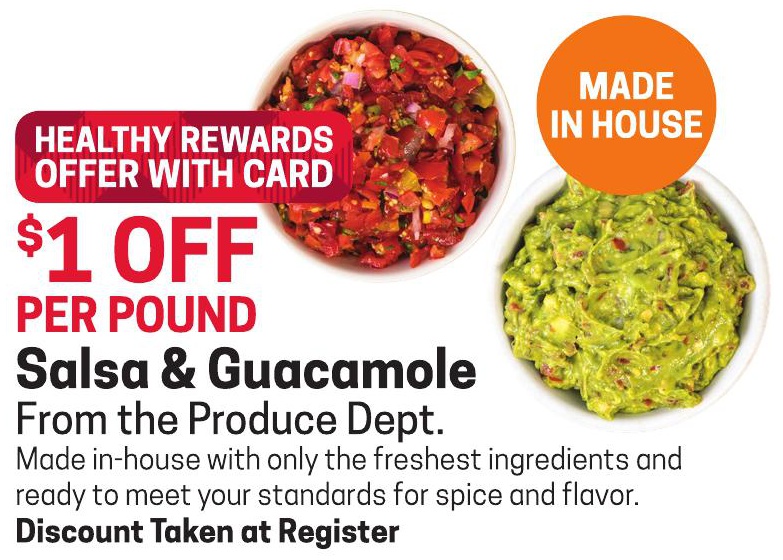 MADE
IN HOUSE
HEALTHY REWARDS
OFFER WITH CARD
$1 OFF
PER POUND
Salsa & Guacamole
From the Produce Dept.
Made in-house with only the freshest ingredients and
ready to meet your standards for spice and flavor.
Discount Taken at Register